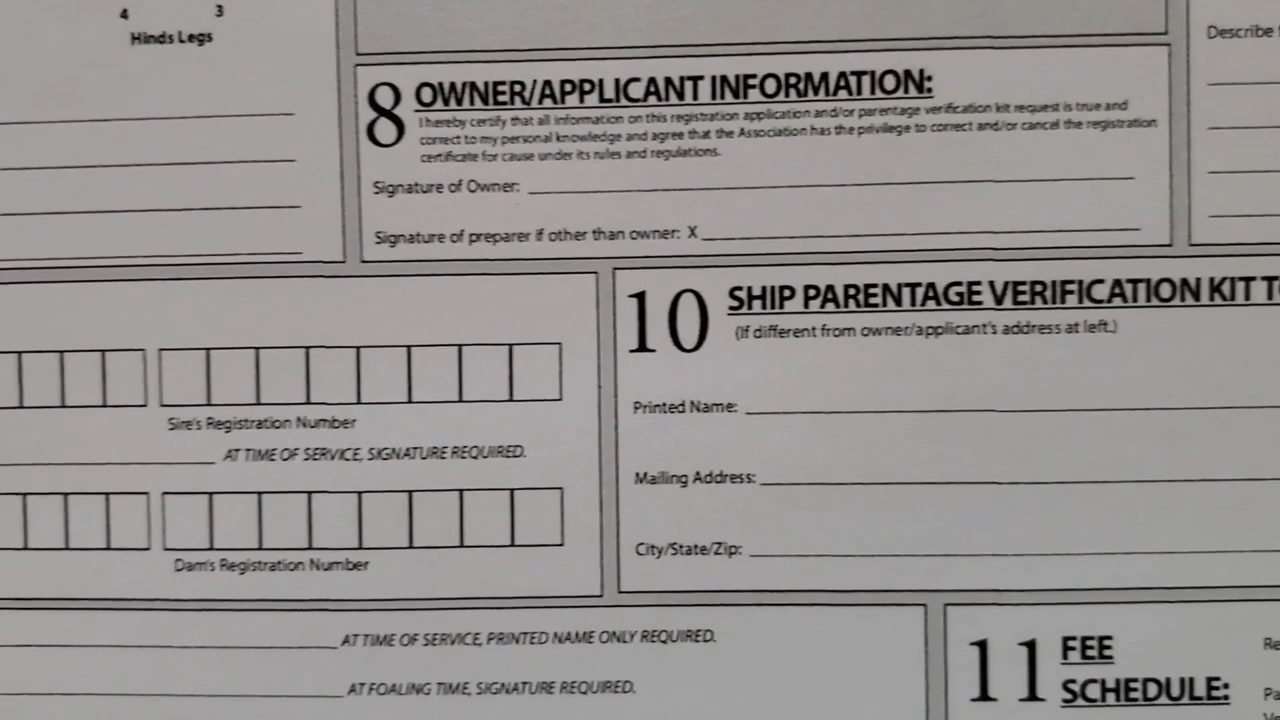 4 3
Hinds Legs
Describe
8 OWNER/APPLICANT INFORMATION:
I hereby certify that all information on this registration application and/or parentage verification kit request is true and
correct to my personal knowledge and agree that the Association has the privilege to correct and/or cancel the registration
certificate for cause under its rules and regulations.
Signature of Owner:
Signature of preparer if other than owner: X
Sire's Registration Number
AT TIME OF SERVICE, SIGNATURE REQUIRED.
Dam's Registration Number
10 SHIP PARENTAGE VERIFICATION KIT
(If different from owner/applicant's address at left.)
Printed Name:
Mailing Address:
City/State/Zip:
AT TIME OF SERVICE, PRINTED NAME ONLY REQUIRED.
AT FOALING TIME, SIGNATURE REQUIRED.
11 FEE
SCHEDULE: